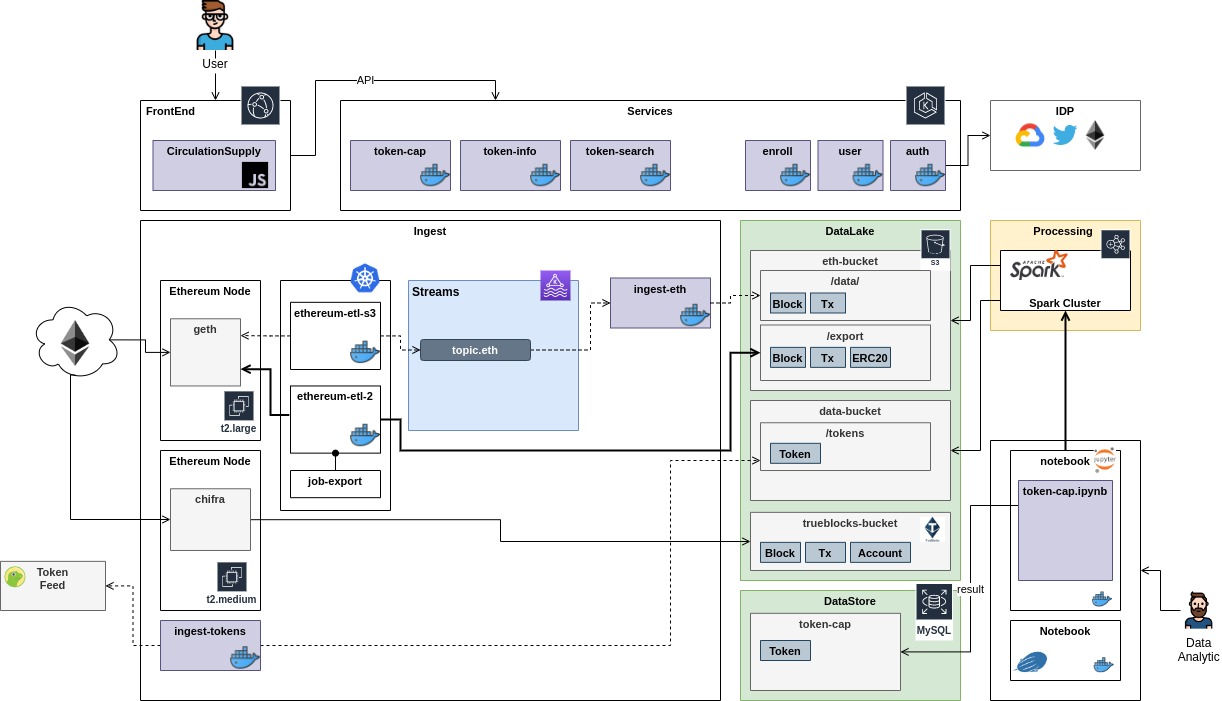 User
API
FrontEnd
CirculationSupply
JS
Services
token-cap
token-info
token-search
enroll
user
auth
IDP
Ingest
Ethereum Node
geth
t2.large
Ethereum Node
chifra
t2.medium
ingest-tokens
Token
Feed
ethereum-etl-s3
ethereum-etl-2
job-export
Streams
topic.eth
ingest-eth
DataLake
S3
eth-bucket
/data/
Block
Tx
/export
Block
Tx
ERC20
data-bucket
/tokens
Token
trueblocks-bucket
Block
Tx
Account
DataStore
MySQL
token-cap
Token
result
Processing
APACHE
Spark
Spark Cluster
notebook
jupyter
token-cap.ipynb
Notebook
Data
Analytic